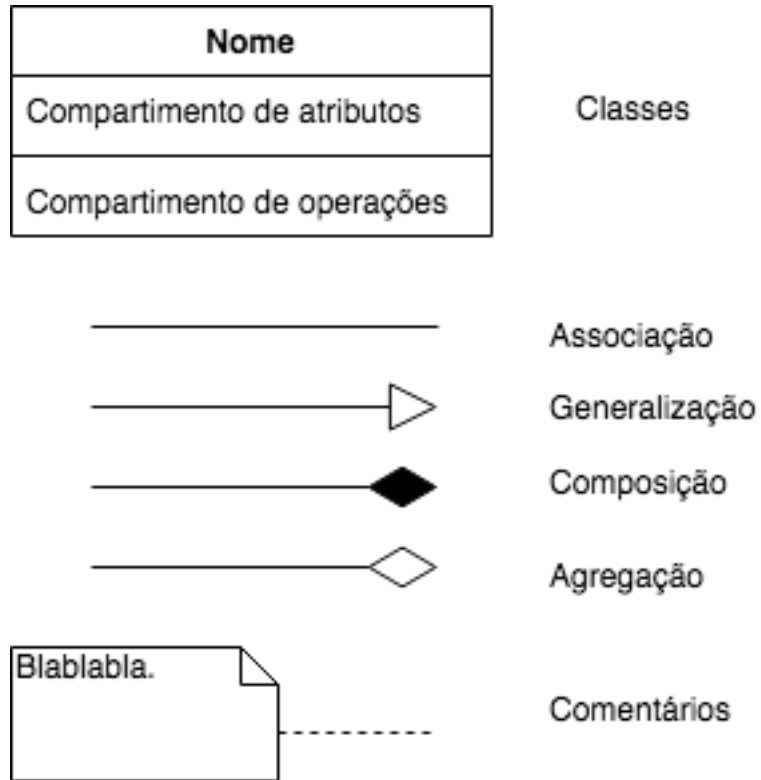 Nome
Compartimento de atributos
Classes
Compartimento de operações
Associação
Generalização
Composição
Agregação
Blablabla.
Comentários